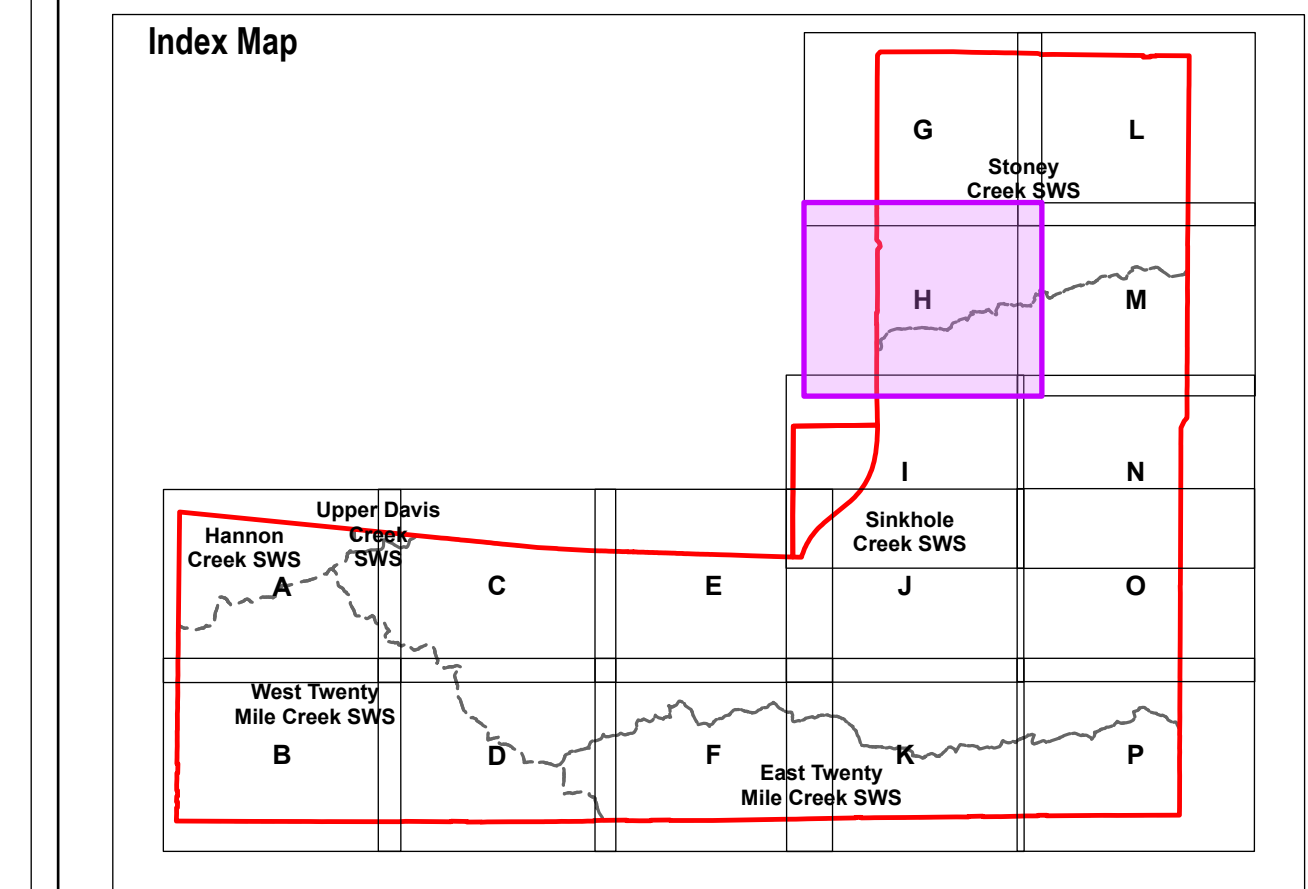 Index Map
G
L
Stoney
Creek SWS
H
M
I
N
Sinkhole
Creek SWS
Upper Davis
Creek
SWS
Hannon
Creek SWS
A
C
E
J
O
West Twenty
Mile Creek SWS
B
D
F
K
P
East Twenty
Mile Creek SWS